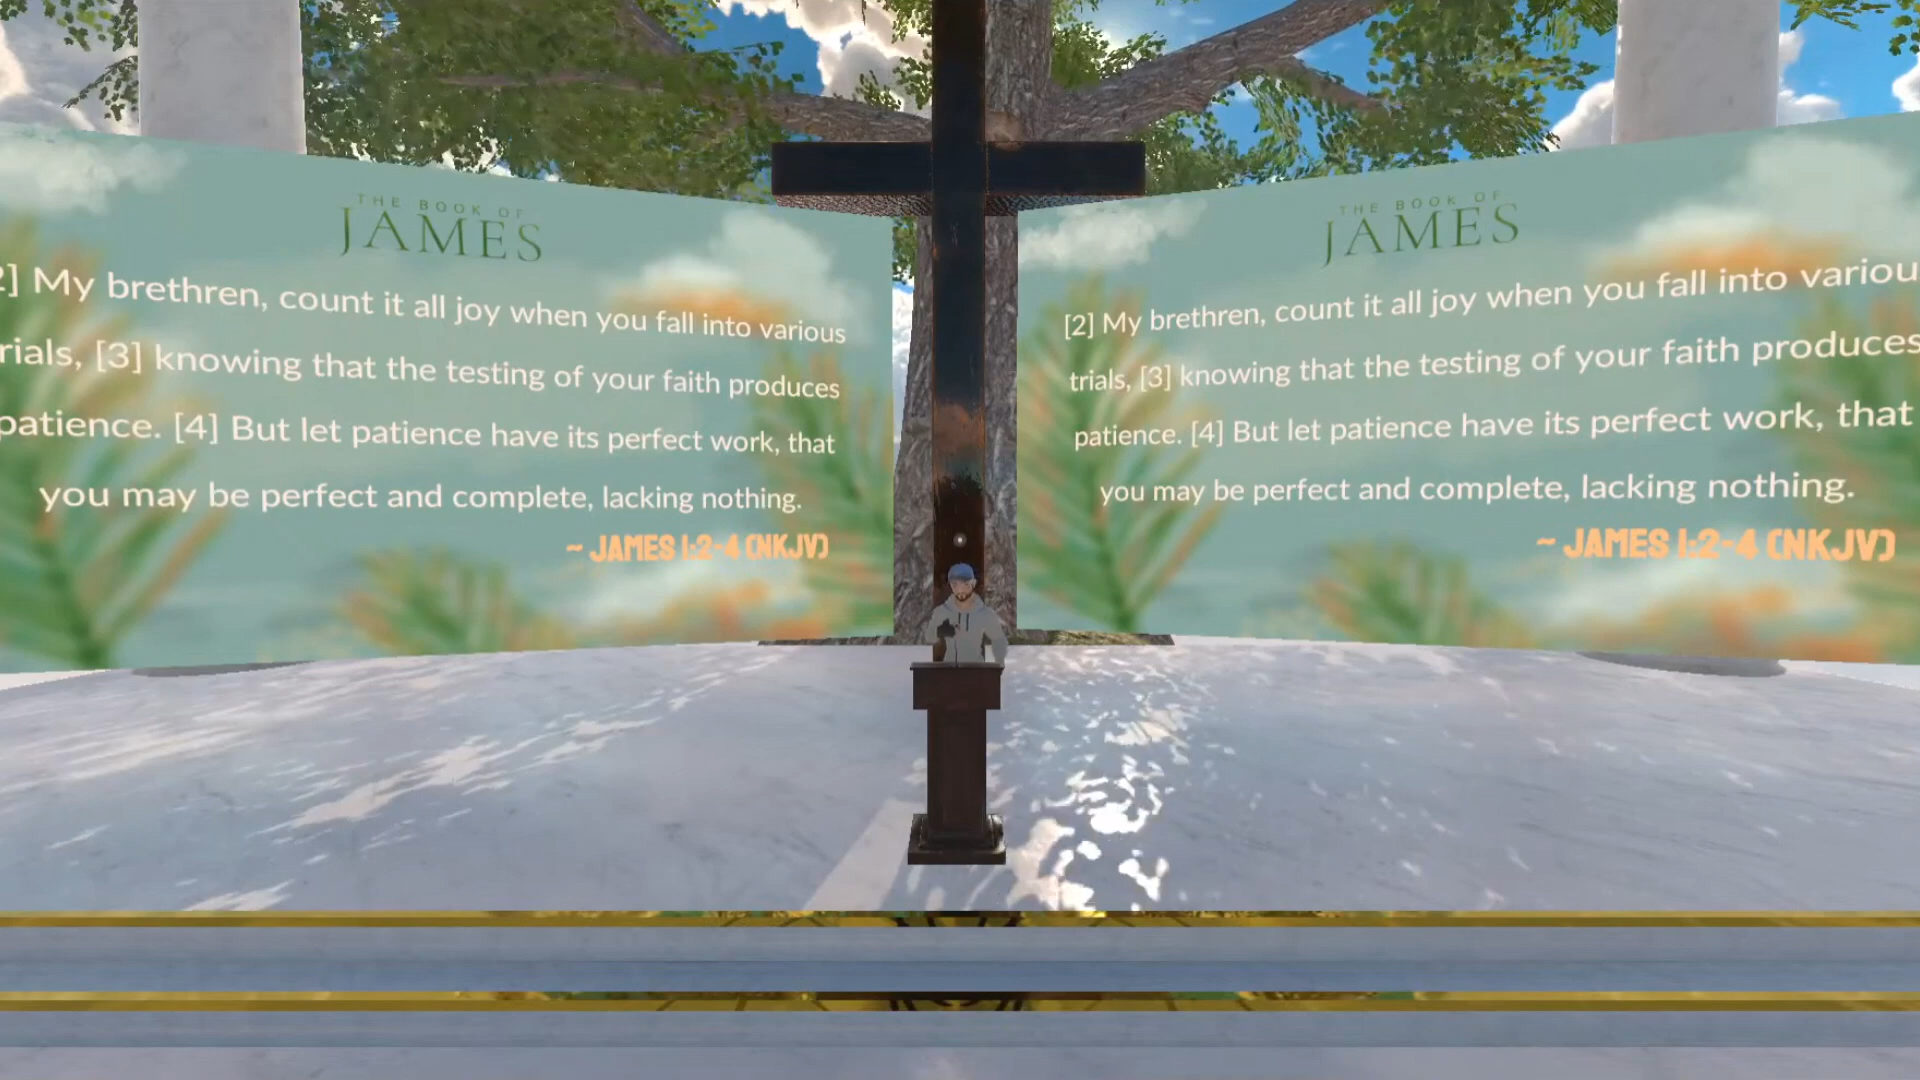 THE BOOK OF
JAMES
2] My brethren, count it all joy when you fall into various
rials, [3] knowing that the testing of your faith produces
patience. [4] But let patience have its perfect work, that
you may be perfect and complete, lacking nothing.
~ JAMES 1:2-4 (NKJV)
THE BOOK OF
JAMES
[2] My brethren, count it all joy when you fall into variou
trials, [3] knowing that the testing of your faith produces
patience. [4] But let patience have its perfect work, that
you may be perfect and complete, lacking nothing.
~ JAMES 1:2-4 (NKJV)